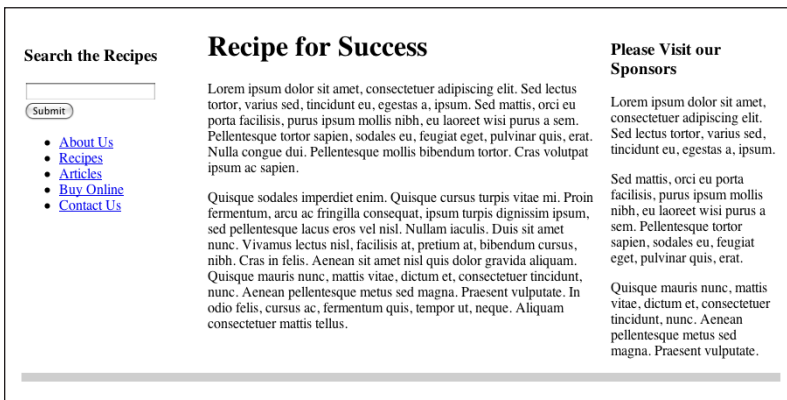 Search the Recipes
Submit
About Us
Recipes
Articles
Buy Online
Contact Us
Recipe for Success
Lorem ipsum dolor sit amet, consectetuer adipiscing elit. Sed lectus
tortor, varius sed, tincidunt eu, egestas a, ipsum. Sed mattis, orci eu
porta facilisis, purus ipsum mollis nibh, eu laoreet wisi purus a sem.
Pellentesque tortor sapien, sodales eu, feugiat eget, pulvinar quis, erat.
Nulla congue dui. Pellentesque mollis bibendum tortor. Cras volutpat
ipsum ac sapien.
Quisque sodales imperdiet enim. Quisque cursus turpis vitae mi. Proin
fermentum, arcu ac fringilla consequat, ipsum turpis dignissim ipsum,
sed pellentesque lacus eros vel nisl. Nullam iaculis. Duis sit amet
nunc. Vivamus lectus nisl, facilisis at, pretium at, bibendum cursus,
nibh. Cras in felis. Aenean sit amet nisl quis dolor gravida aliquam.
Quisque mauris nunc, mattis vitae, dictum et, consectetuer tincidunt,
nunc. Aenean pellentesque metus sed magna. Praesent vulputate. In
odio felis, cursus ac, fermentum quis, tempor ut, neque. Aliquam
consectetuer mattis tellus.
Please Visit our
Sponsors
Lorem ipsum dolor sit amet,
consectetuer adipiscing elit.
Sed lectus tortor, varius sed,
tincidunt eu, egestas a, ipsum.
Sed mattis, orci eu porta
facilisis, purus ipsum mollis
nibh, eu laoreet wisi purus a
sem. Pellentesque tortor
sapien, sodales eu, feugiat
eget, pulvinar quis, erat.
Quisque mauris nunc, mattis
vitae, dictum et, consectetuer
tincidunt, nunc. Aenean
pellentesque metus sed
magna. Praesent vulputate.